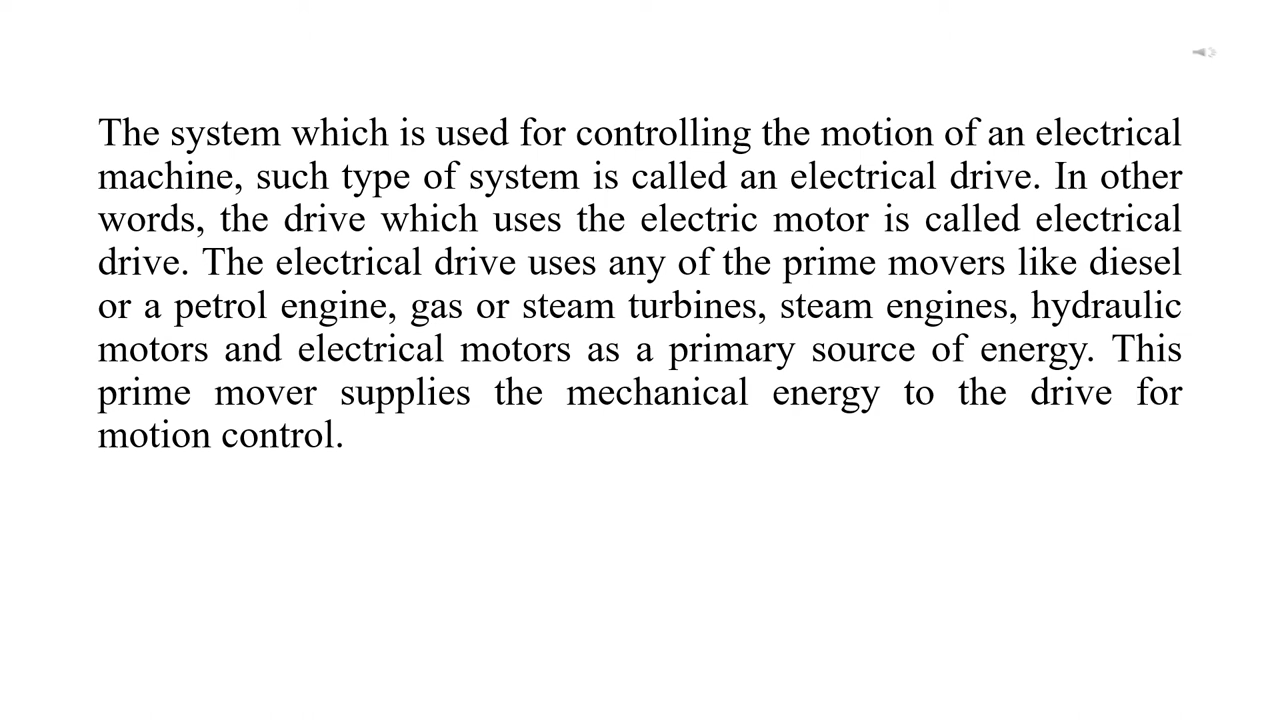 The system which is used for controlling the motion of an electrical
machine, such type of system is called an electrical drive. In other
words, the drive which uses the electric motor is called electrical
drive. The electrical drive uses any of the prime movers like diesel
or a petrol engine, gas or steam turbines, steam engines, hydraulic
motors and electrical motors as a primary source of energy. This
prime mover supplies the mechanical energy to the drive for
motion control.